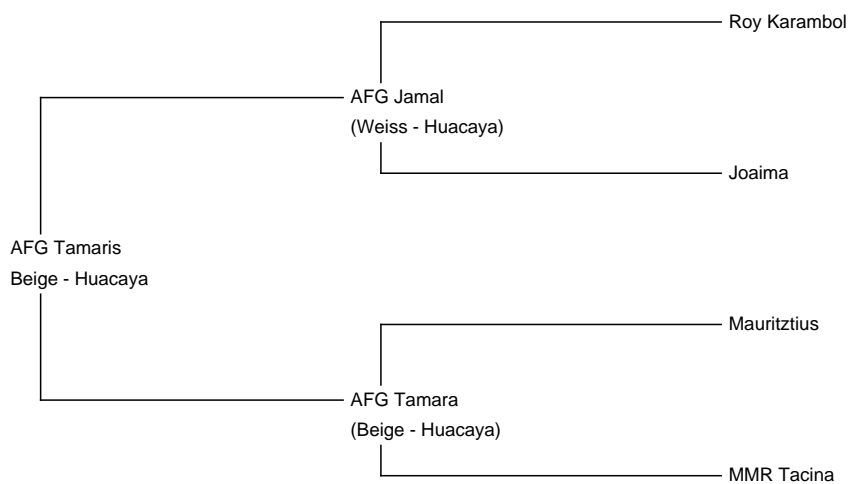 Roy Karambol
AFG Jamal
(Weiss - Huacaya)
Joaima
AFG Tamaris
Beige - Huacaya
Mauritztius
AFG Tamara
(Beige - Huacaya)
MMR Tacina